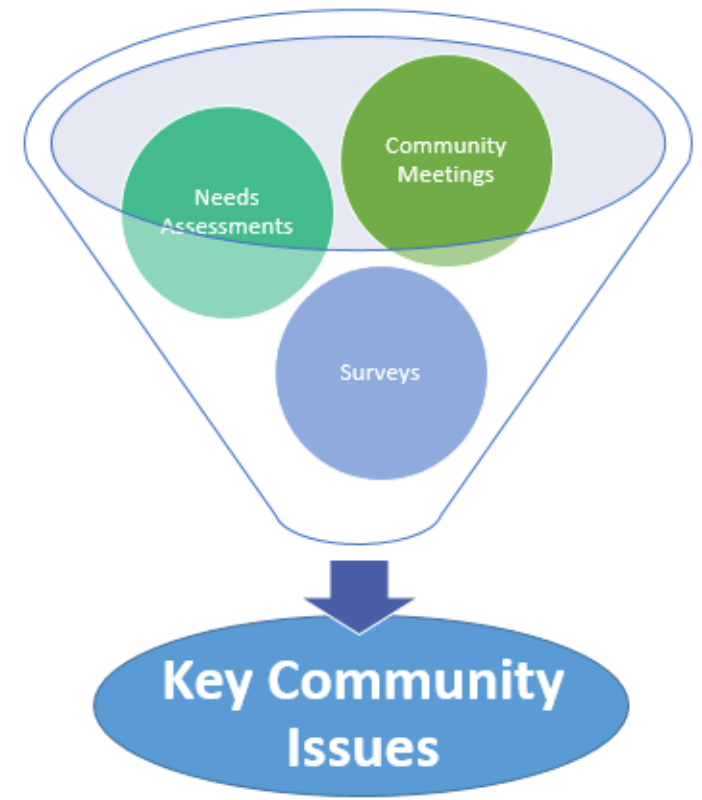 Community
Meetings
Needs
Assessments
Surveys
Key Community
Issues